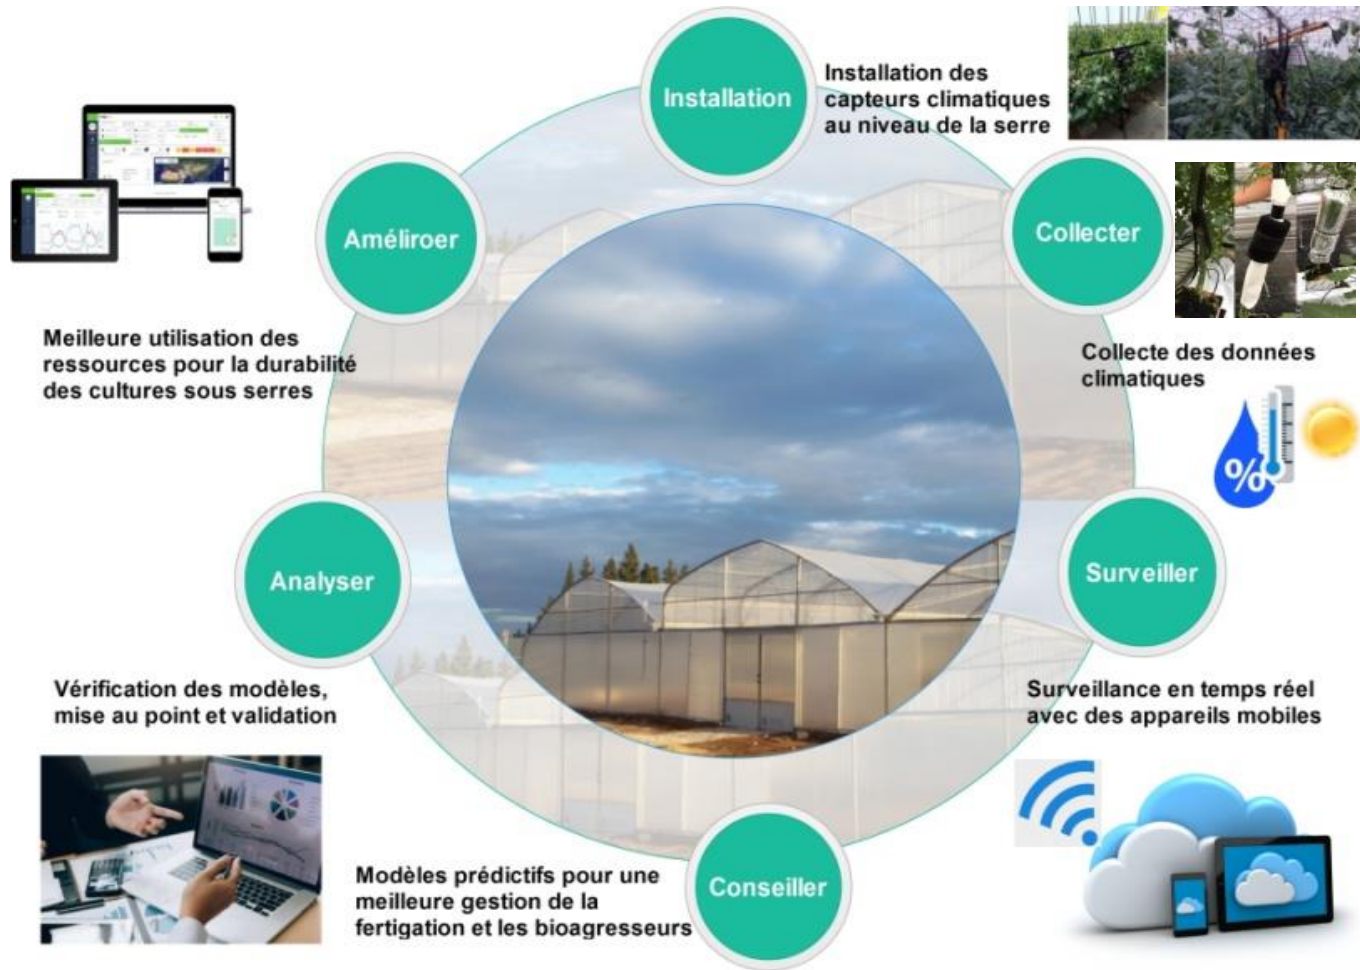 Installation
Installation des
capteurs climatiques
au niveau de la serre
Collecter
Collecte des données
climatiques
%
Surveiller
Surveillance en temps réel
avec des appareils mobiles
Conseiller
Modèles prédictifs pour une
meilleure gestion de la
fertigation et les bioagresseurs
Analyser
Vérification des modèles,
mise au point et validation
Améliroer
Meilleure utilisation des
ressources pour la durabilité
des cultures sous serres